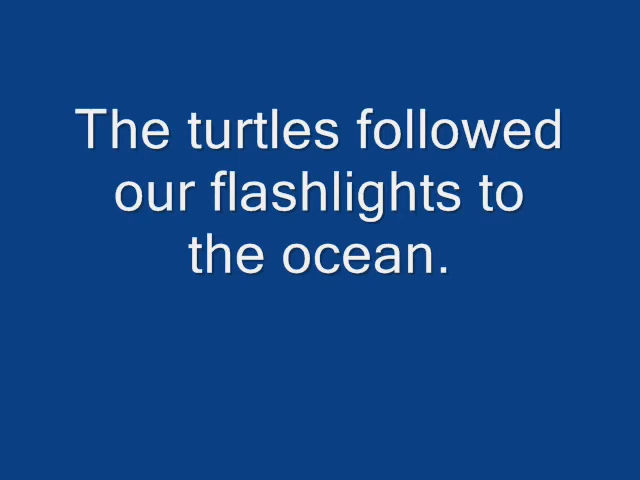 The turtles followed
our flashlights to
the ocean.